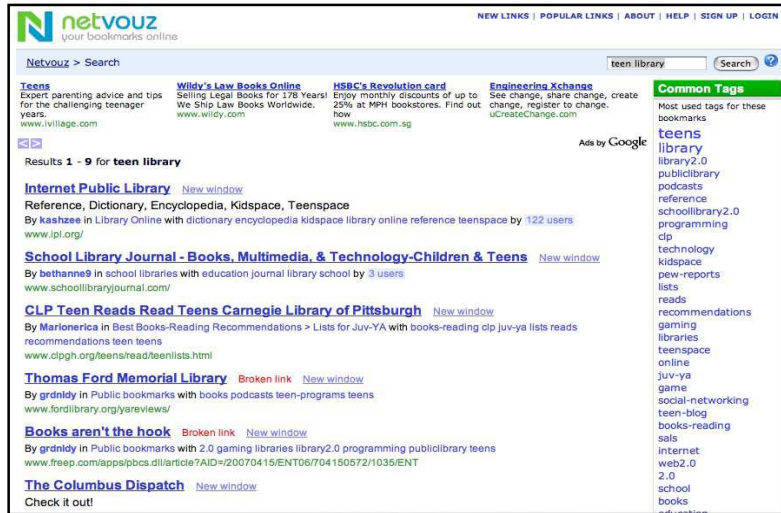 netvouz
your bookmarks online
NEW LINKS | POPULAR LINKS | ABOUT | HELP | SIGN UP | LOGIN
Netvouz > Search
teen library
Search
?
Teens
Expert parenting advice and tips
for the challenging teenager
years.
www.ivillage.com
Wildy's Law Books Online
Selling Legal Books for 178 Years!
We Ship Law Books Worldwide.
www.wildy.com
HSBC's Revolution card
Enjoy monthly discounts of up to
25% at MPH bookstores. Find out
how
www.hsbc.com.sg
Engineering Xchange
See change, share change, create
change, register to change.
uCreateChange.com
< >
Ads by Google
Results 1 - 9 for teen library
Internet Public Library New window
Reference, Dictionary, Encyclopedia, Kidspace, Teenspace
By kashzee in Library Online with dictionary encyclopedia kidspace library online reference teenspace by 122 users
www.ipl.org/
School Library Journal - Books, Multimedia, & Technology-Children & Teens New window
By bethanne9 in school libraries with education journal library school by 3 users
www.schoollibraryjournal.com/
CLP Teen Reads Read Teens Carnegie Library of Pittsburgh New window
By Marionerica in Best Books-Reading Recommendations > Lists for Juv-YA with books-reading clp juv-ya lists reads
recommendations teen teens
www.clpgh.org/teens/read/teenlists.html
Thomas Ford Memorial Library Broken link New window
By grdnldy in Public bookmarks with books podcasts teen-programs teens
www.fordlibrary.org/yareviews/
Books aren't the hook Broken link New window
By grdnldy in Public bookmarks with 2.0 gaming libraries library2.0 programming publiclibrary teens
www.freep.com/apps/pbcs.dll/article?AID=/20070415/ENT06/704150572/1035/ENT
The Columbus Dispatch New window
Check it out!
Common Tags
Most used tags for these
bookmarks
teens
library
library2.0
publiclibrary
podcasts
reference
schoollibrary2.0
programming
clp
technology
kidspace
pew-reports
lists
reads
recommendations
gaming
libraries
teenspace
online
juv-ya
game
social-networking
teen-blog
books-reading
sals
internet
web2.0
2.0
school
books
education